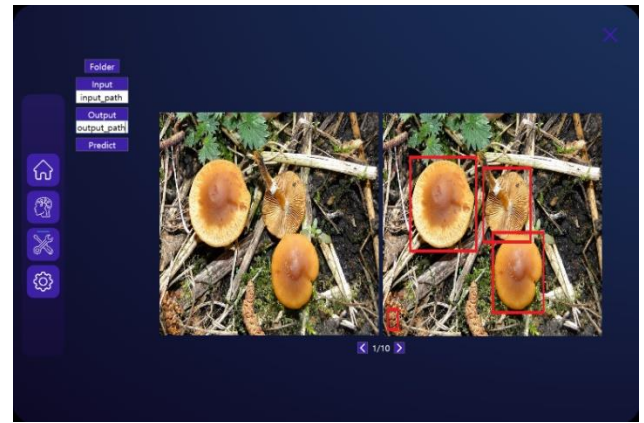 Folder
Input
input_path
Output
output_path
Predict
1/10